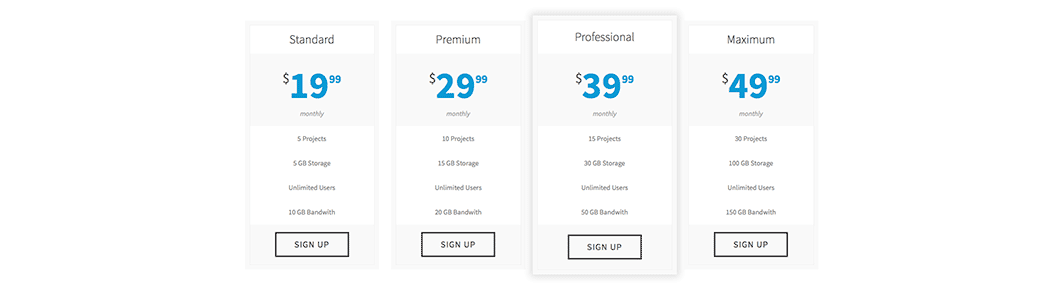 Standard
$19.99
monthly
5 Projects
5 GB Storage
Unlimited Users
10 GB Bandwith
SIGN UP
Premium
$29.99
monthly
10 Projects
15 GB Storage
Unlimited Users
20 GB Bandwith
SIGN UP
Professional
$39.99
monthly
15 Projects
30 GB Storage
Unlimited Users
50 GB Bandwith
SIGN UP
Maximum
$49.99
monthly
30 Projects
100 GB Storage
Unlimited Users
150 GB Bandwith
SIGN UP